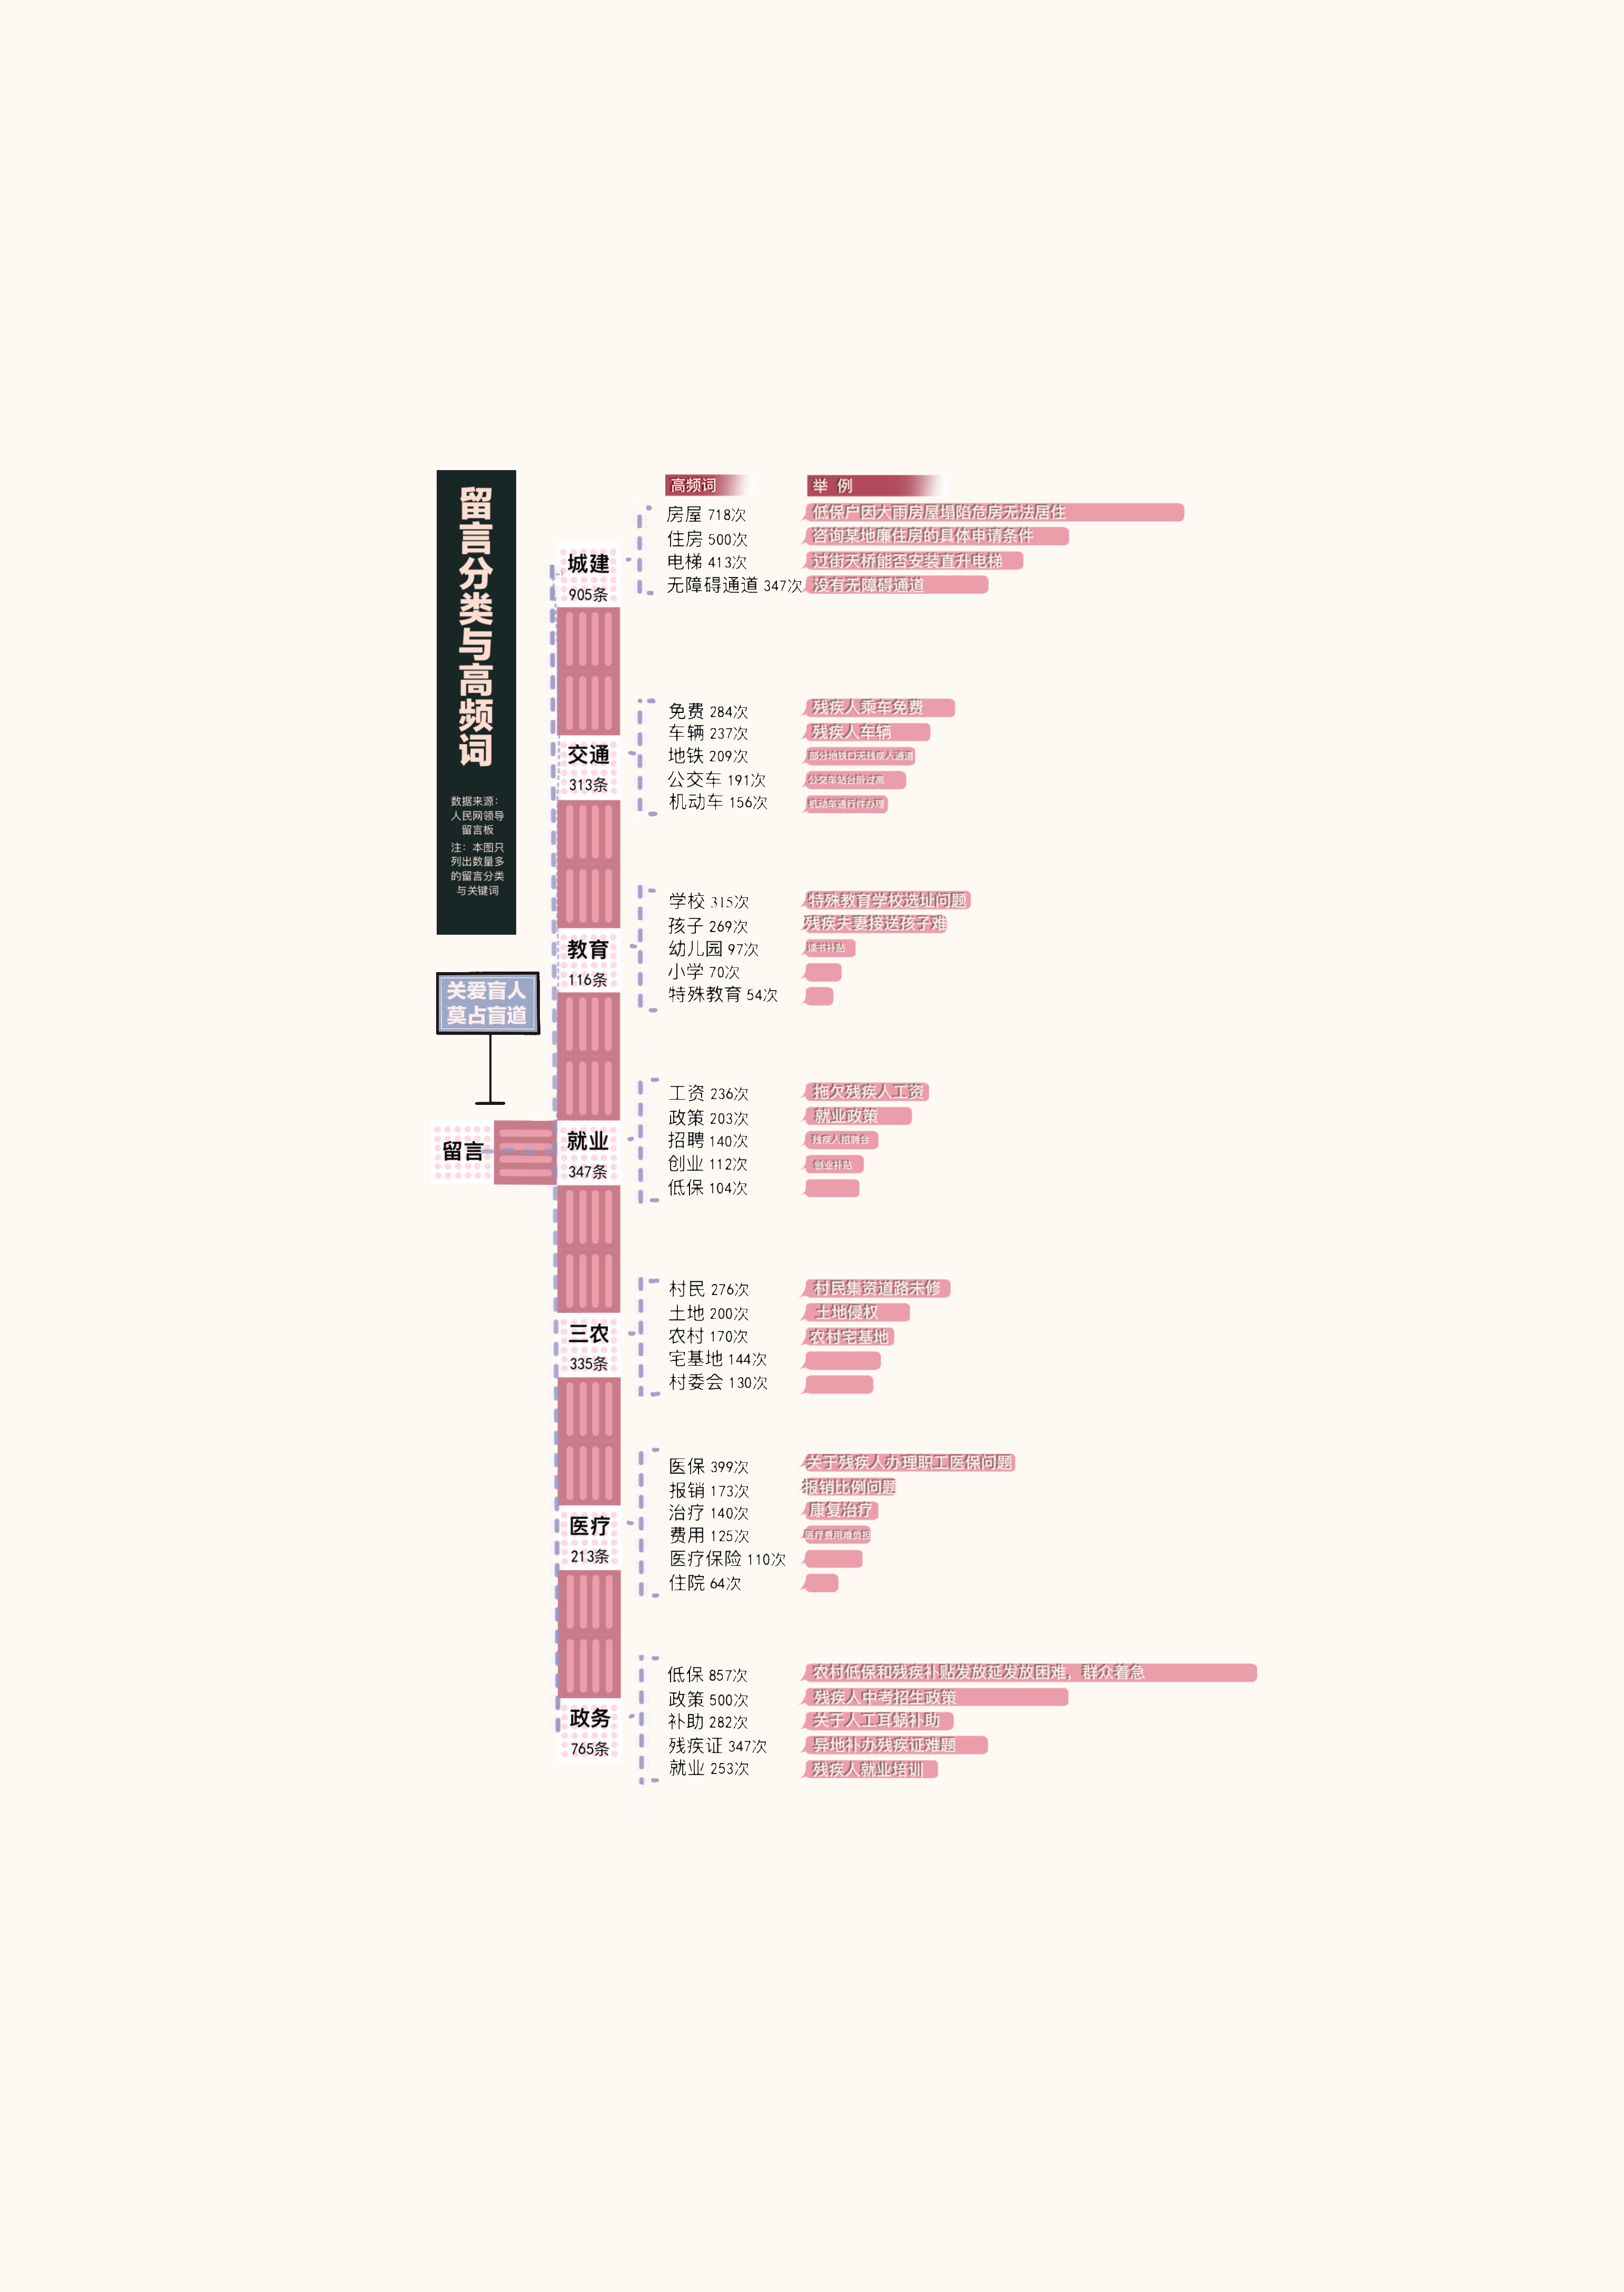 留言分类与高频词
数据来源：
人民网领导
留言板
注：本图只
列出数量多
的留言分类
与关键词
关爱盲人
莫占盲道
留言
高频词
举 例
城建
905条
房屋 718次
低保户因大雨房屋塌陷危房无法居住
住房 500次
咨询某地廉住房的具体申请条件
电梯 413次
过街天桥能否安装直升电梯
无障碍通道 347次
没有无障碍通道
交通
313条
免费 284次
残疾人乘车免费
车辆 237次
残疾人车辆
地铁 209次
部分地铁口无残疾人通道
公交车 191次
公交车站台阶过高
机动车 156次
机动车通行件办理
教育
116条
学校 315次
特殊教育学校选址问题
孩子 269次
残疾夫妻接送孩子难
幼儿园 97次
读书补贴
小学 70次
特殊教育 54次
就业
347条
工资 236次
拖欠残疾人工资
政策 203次
就业政策
招聘 140次
残疾人招聘会
创业 112次
创业补贴
低保 104次
三农
335条
村民 276次
村民集资道路未修
土地 200次
土地侵权
农村 170次
农村宅基地
宅基地 144次
村委会 130次
医疗
213条
医保 399次
关于残疾人办理职工医保问题
报销 173次
报销比例问题
治疗 140次
康复治疗
费用 125次
医疗费用难负担
医疗保险 110次
住院 64次
政务
765条
低保 857次
农村低保和残疾补贴发放延发放困难，群众着急
政策 500次
残疾人中考招生政策
补助 282次
关于人工耳蜗补助
残疾证 347次
异地补办残疾证难题
就业 253次
残疾人就业培训